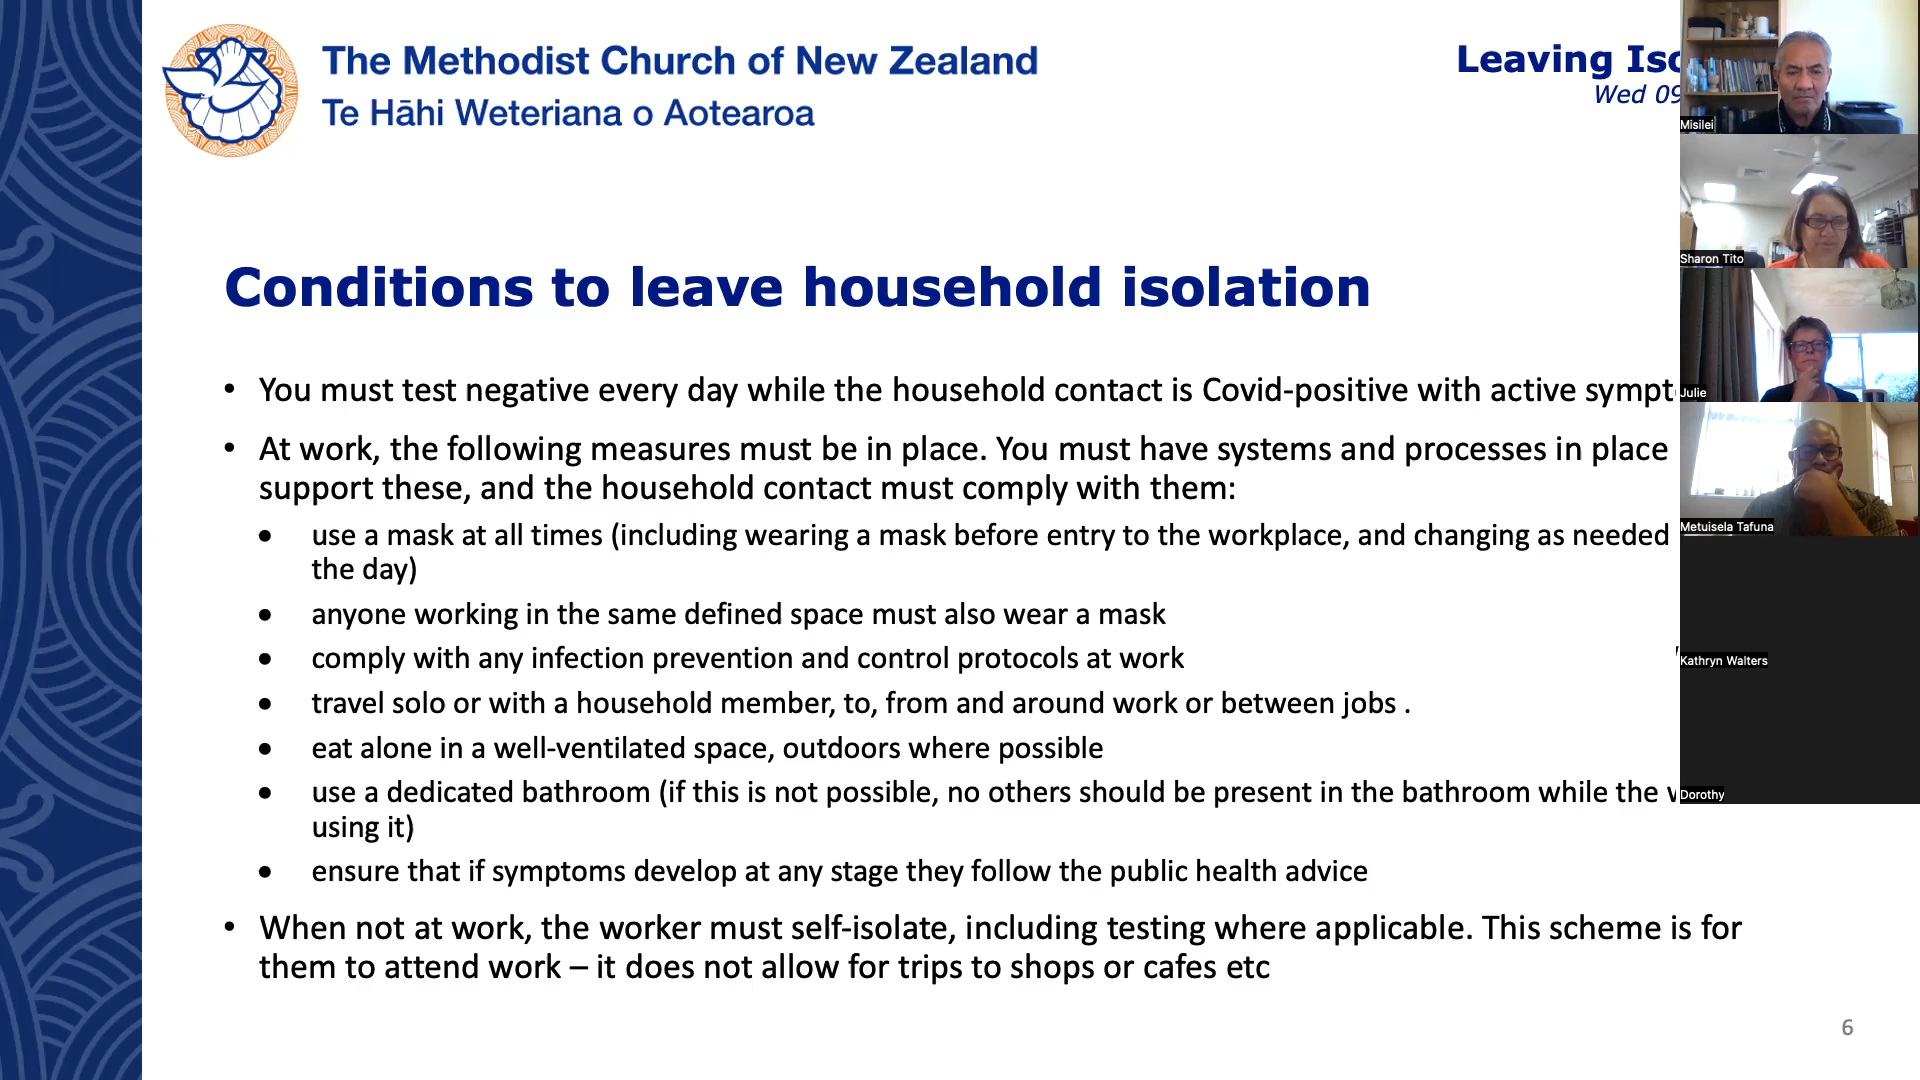 The Methodist Church of New Zealand
Te Hāhi Weteriana o Aotearoa
Leaving
Wed 09
Conditions to leave household isolation
• You must test negative every day while the household contact is Covid-positive with active
• At work, the following measures must be in place. You must have systems and processes in place
support these, and the household contact must comply with them:
• use a mask at all times (including wearing a mask before entry to the workplace, and changing as needed
the day)
• anyone working in the same defined space must also wear a mask
• comply with any infection prevention and control protocols at work
• travel solo or with a household member, to, from and around work or between jobs .
• eat alone in a well-ventilated space, outdoors where possible
• use a dedicated bathroom (if this is not possible, no others should be present in the bathroom while the
using it)
• ensure that if symptoms develop at any stage they follow the public health advice
• When not at work, the worker must self-isolate, including testing where applicable. This scheme is for
them to attend work – it does not allow for trips to shops or cafes etc
6
Misilei
Sharon Tito
Julie
Metuisela Tafuna
Kathryn Walters
Dorothy